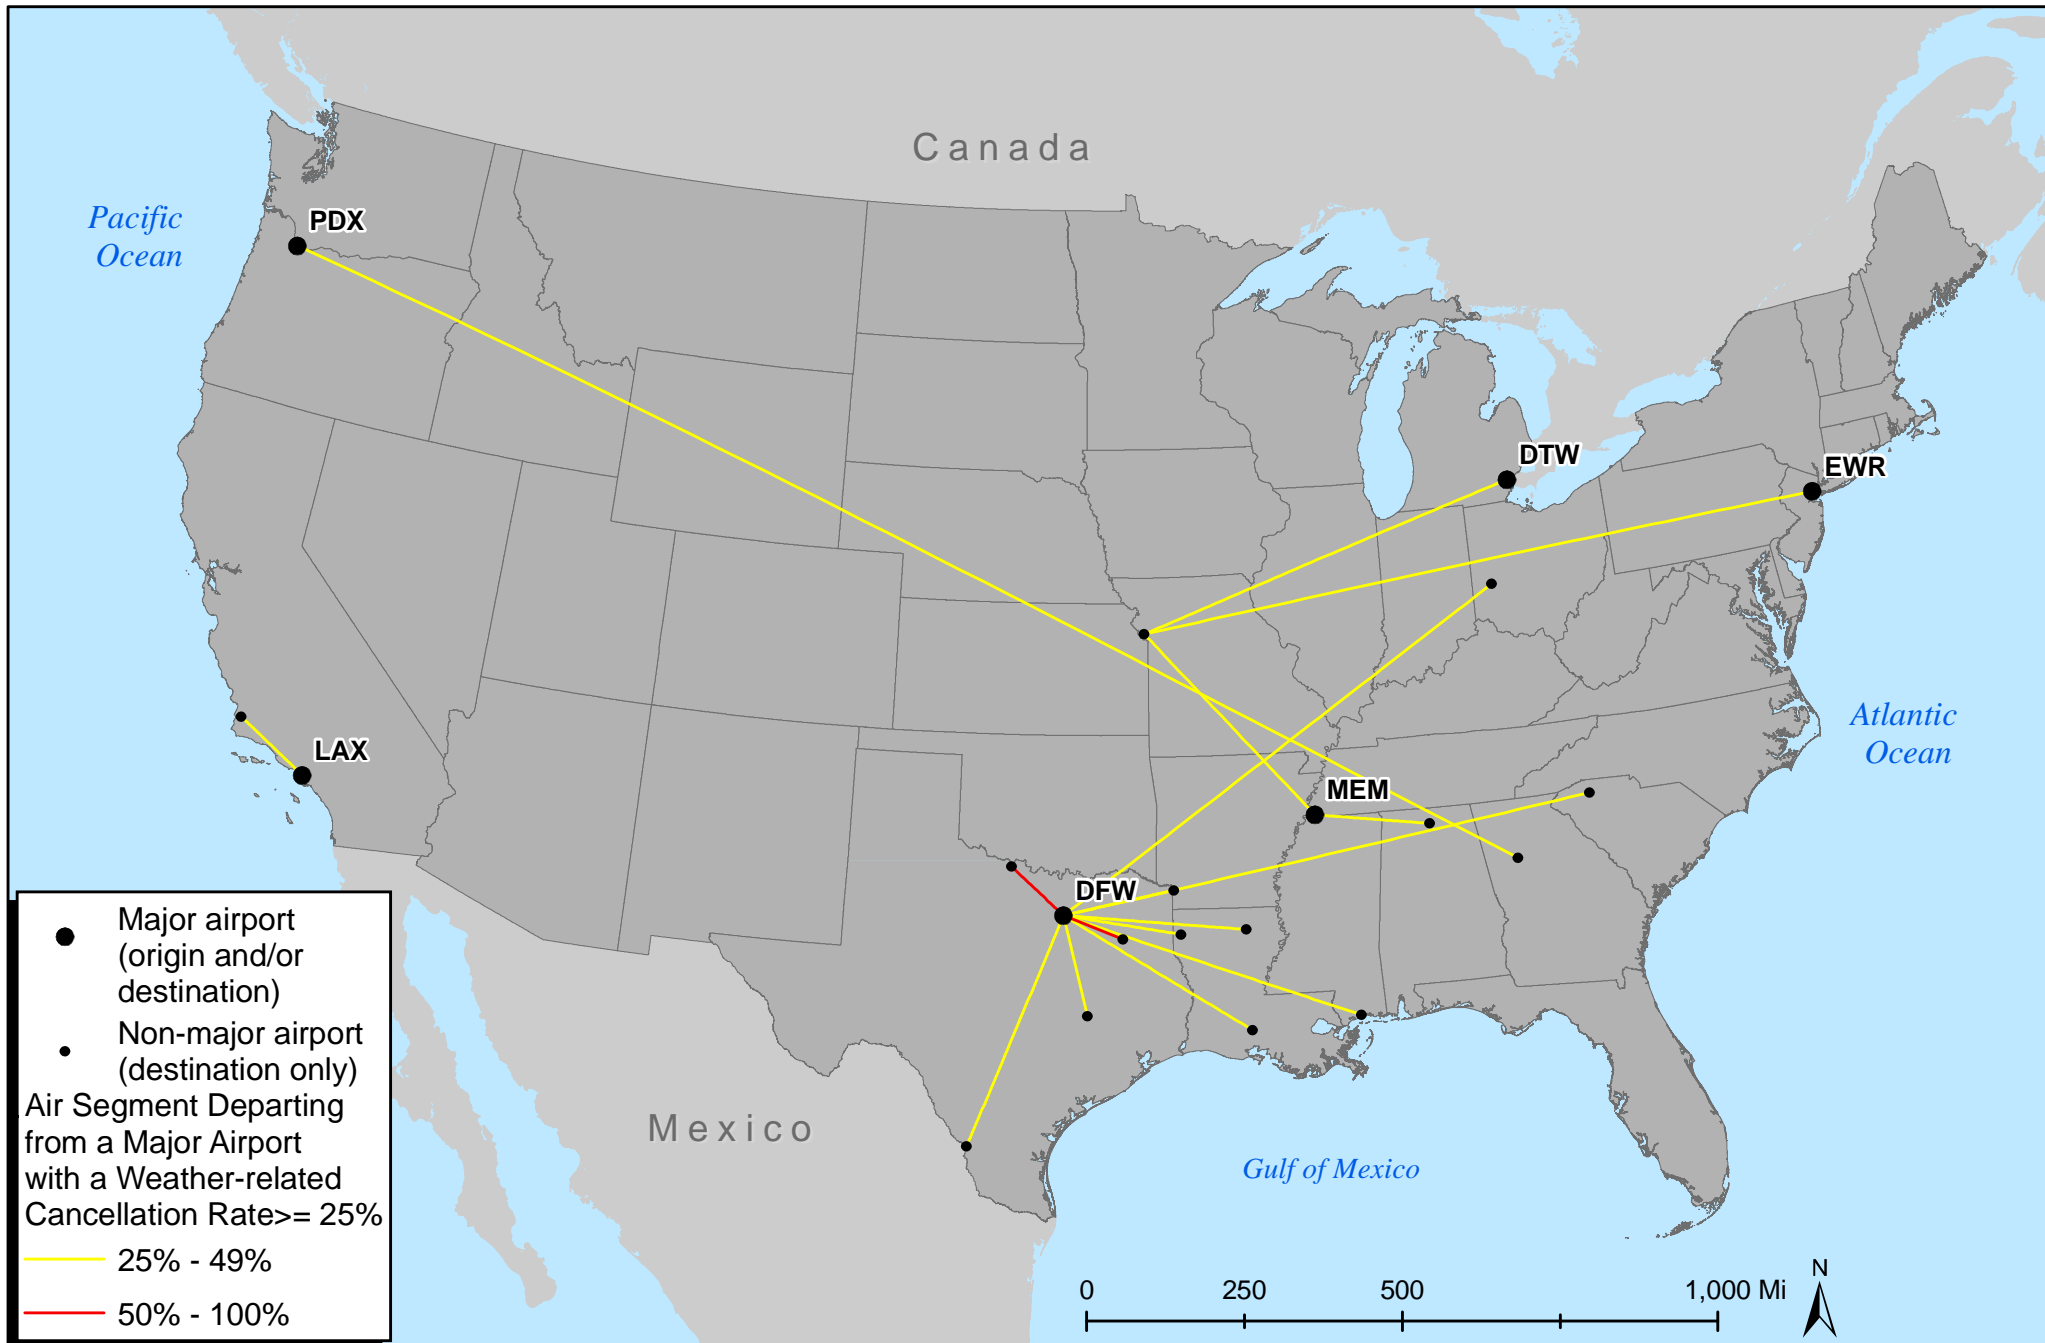 Canada
Pacific
Ocean
PDX
DTW
EWR
LAX
MEM
DFW
Atlantic
Ocean
Mexico
Gulf of Mexico
Major airport
(origin and/or
destination)
Non-major airport
(destination only)
Air Segment Departing
from a Major Airport
with a Weather-related
Cancellation Rate>= 25%
25% - 49%
50% - 100%
0 250 500 1,000 Mi
N